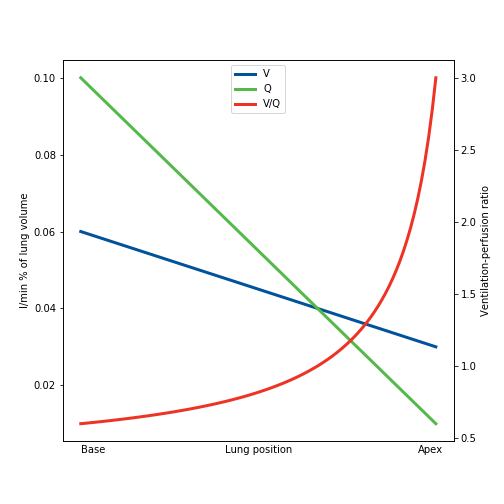 V
Q
V/Q
0.10
0.08
0.06
0.04
0.02
l/min % of lung volume
3.0
2.5
2.0
1.5
1.0
0.5
Ventilation-perfusion ratio
Base Lung position Apex